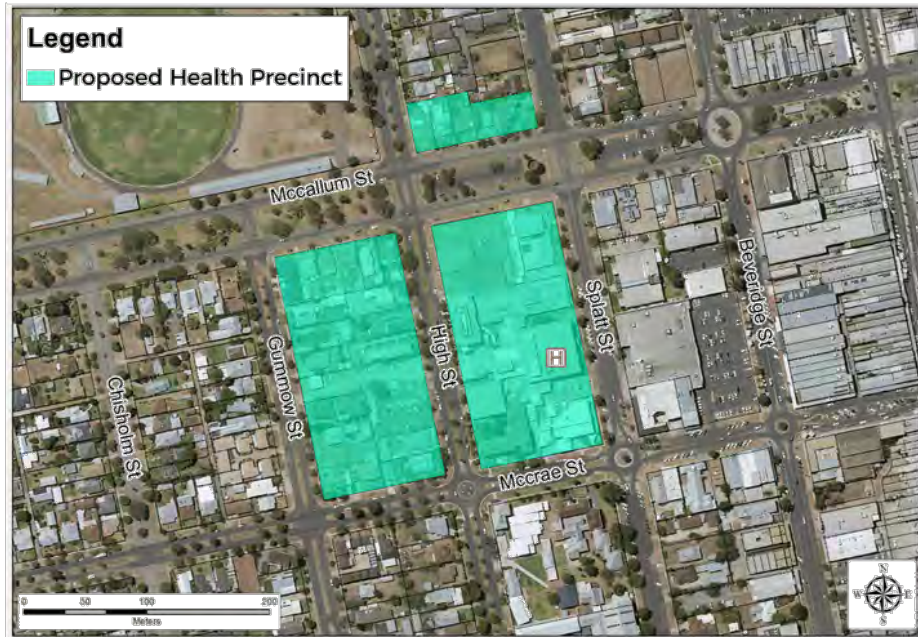 Legend
Proposed Health Precinct
Mccallum St
Chisholm St
Gummow St
High St
Splatt St
Beveridge St
H
Mccrae St
0 50 100 200
Meters
N
W E
S